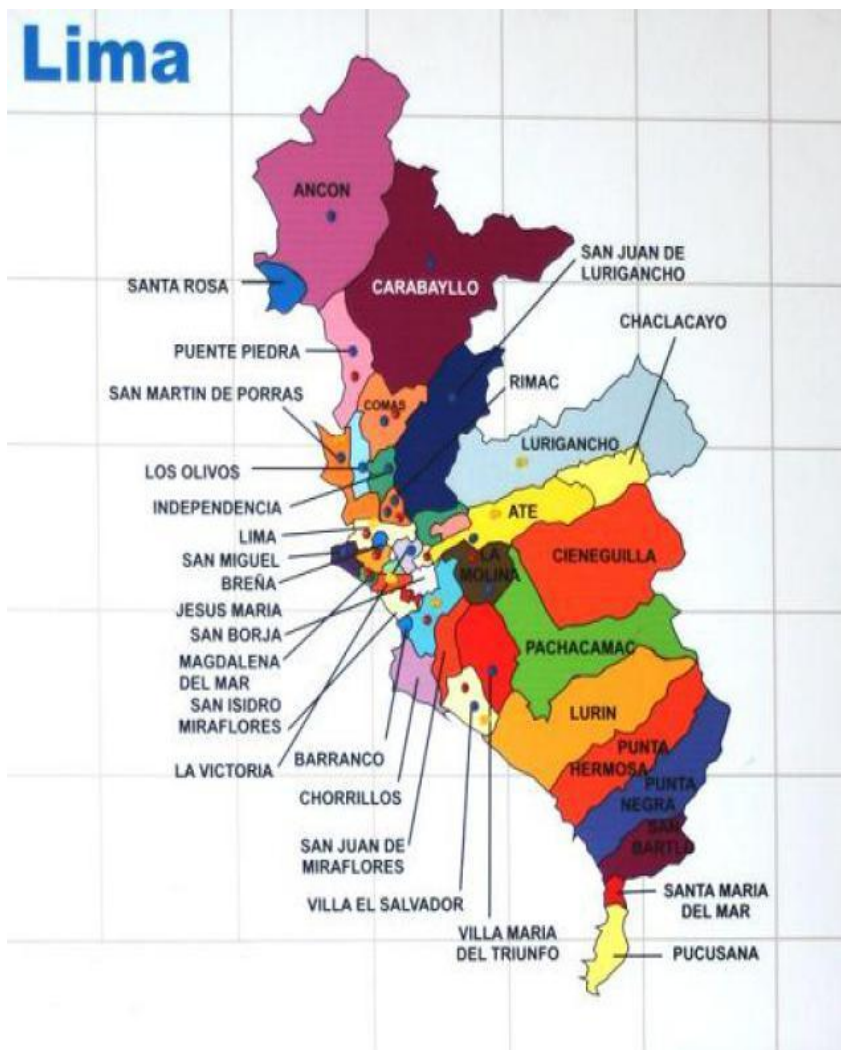 Lima
ANCON
SAN JUAN DE
LURIGANCHO
SANTA ROSA
CARABAYLLO
CHACLACAYO
PUENTE PIEDRA
RIMAC
SAN MARTIN DE PORRAS
COMAS
LURIGANCHO
LOS OLIVOS
INDEPENDENCIA
ATE
LIMA
SAN MIGUEL
LA
MOLINA
CIENEGUILLA
BREÑA
JESUS MARIA
SAN BORJA
PACHACAMAC
MAGDALENA
DEL MAR
SAN ISIDRO
MIRAFLORES
LURIN
LA VICTORIA
BARRANCO
PUNTA
HERMOSA
CHORRILLOS
PUNTA
NEGRA
SAN
BARTLO
SAN JUAN DE
MIRAFLORES
VILLA EL SALVADOR
SANTA MARIA
DEL MAR
VILLA MARIA
DEL TRIUNFO
PUCUSANA